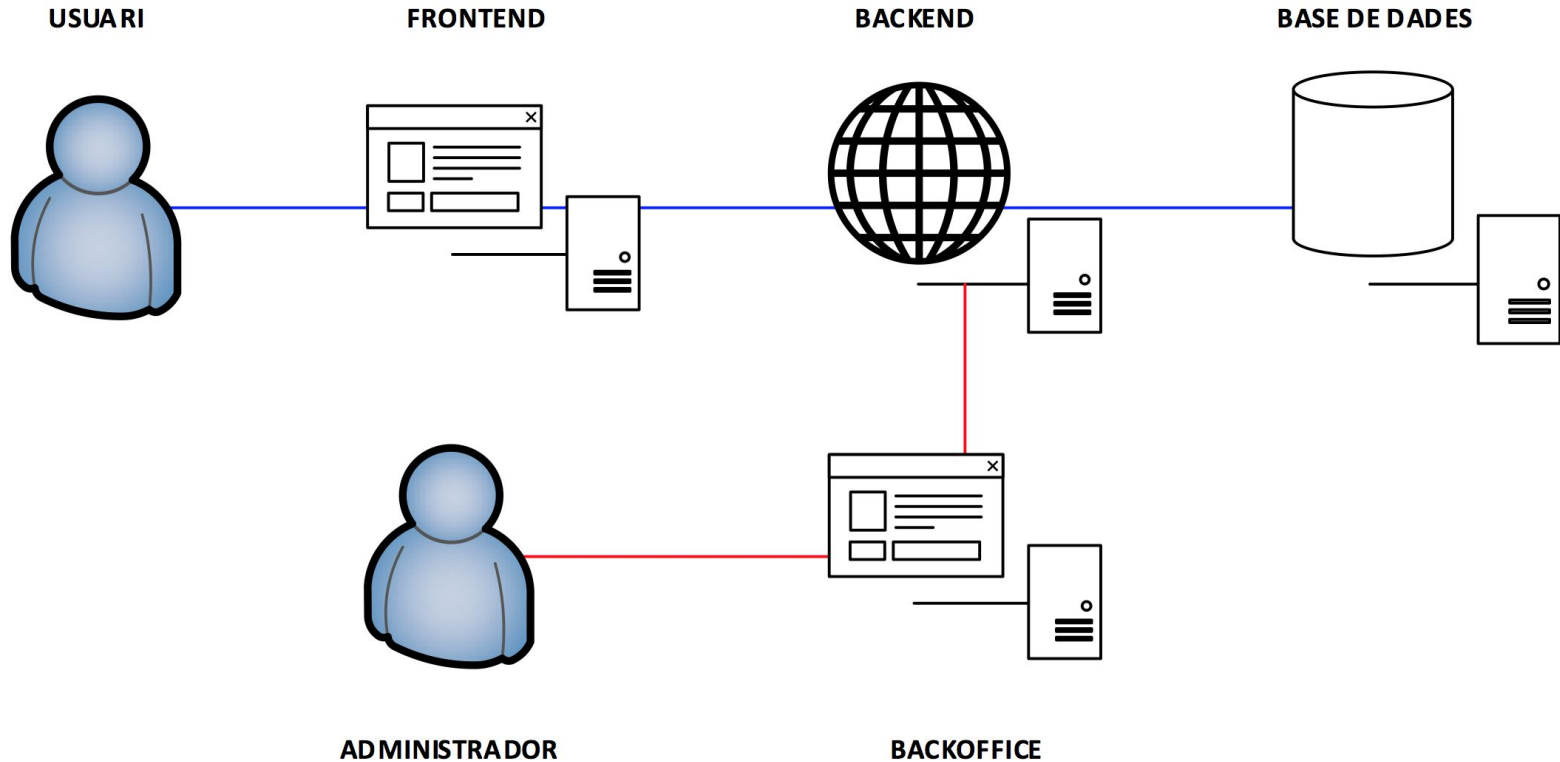 USUARI
FRONTEND
BACKEND
BASE DE DADES
ADMINISTRADOR
BACKOFFICE